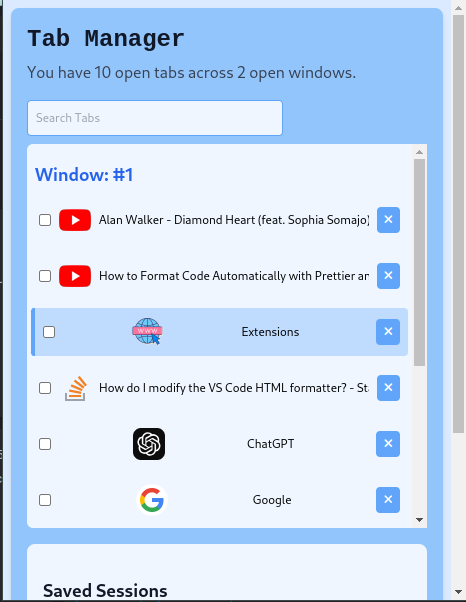 Tab Manager
You have 10 open tabs across 2 open windows.
Search Tabs
Window: #1
Alan Walker - Diamond Heart (feat. Sophia Somajo)
How to Format Code Automatically with Prettier ar
WWW
Extensions
How do I modify the VS Code HTML formatter? - Sta
ChatGPT
Google
Saved Sessions